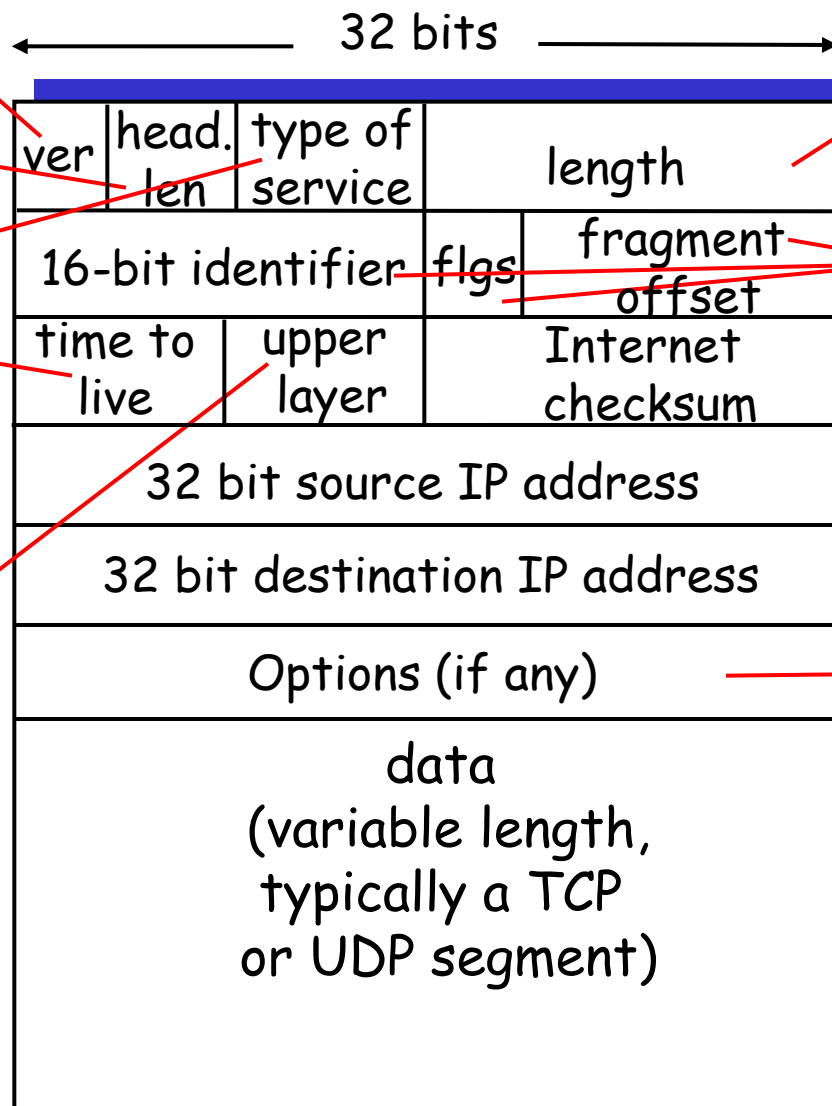 32 bits
ver
head.
len
type of
service
length
16-bit identifier
flgs
fragment
offset
time to
live
upper
layer
Internet
checksum
32 bit source IP address
32 bit destination IP address
Options (if any)
data
(variable length,
typically a TCP
or UDP segment)